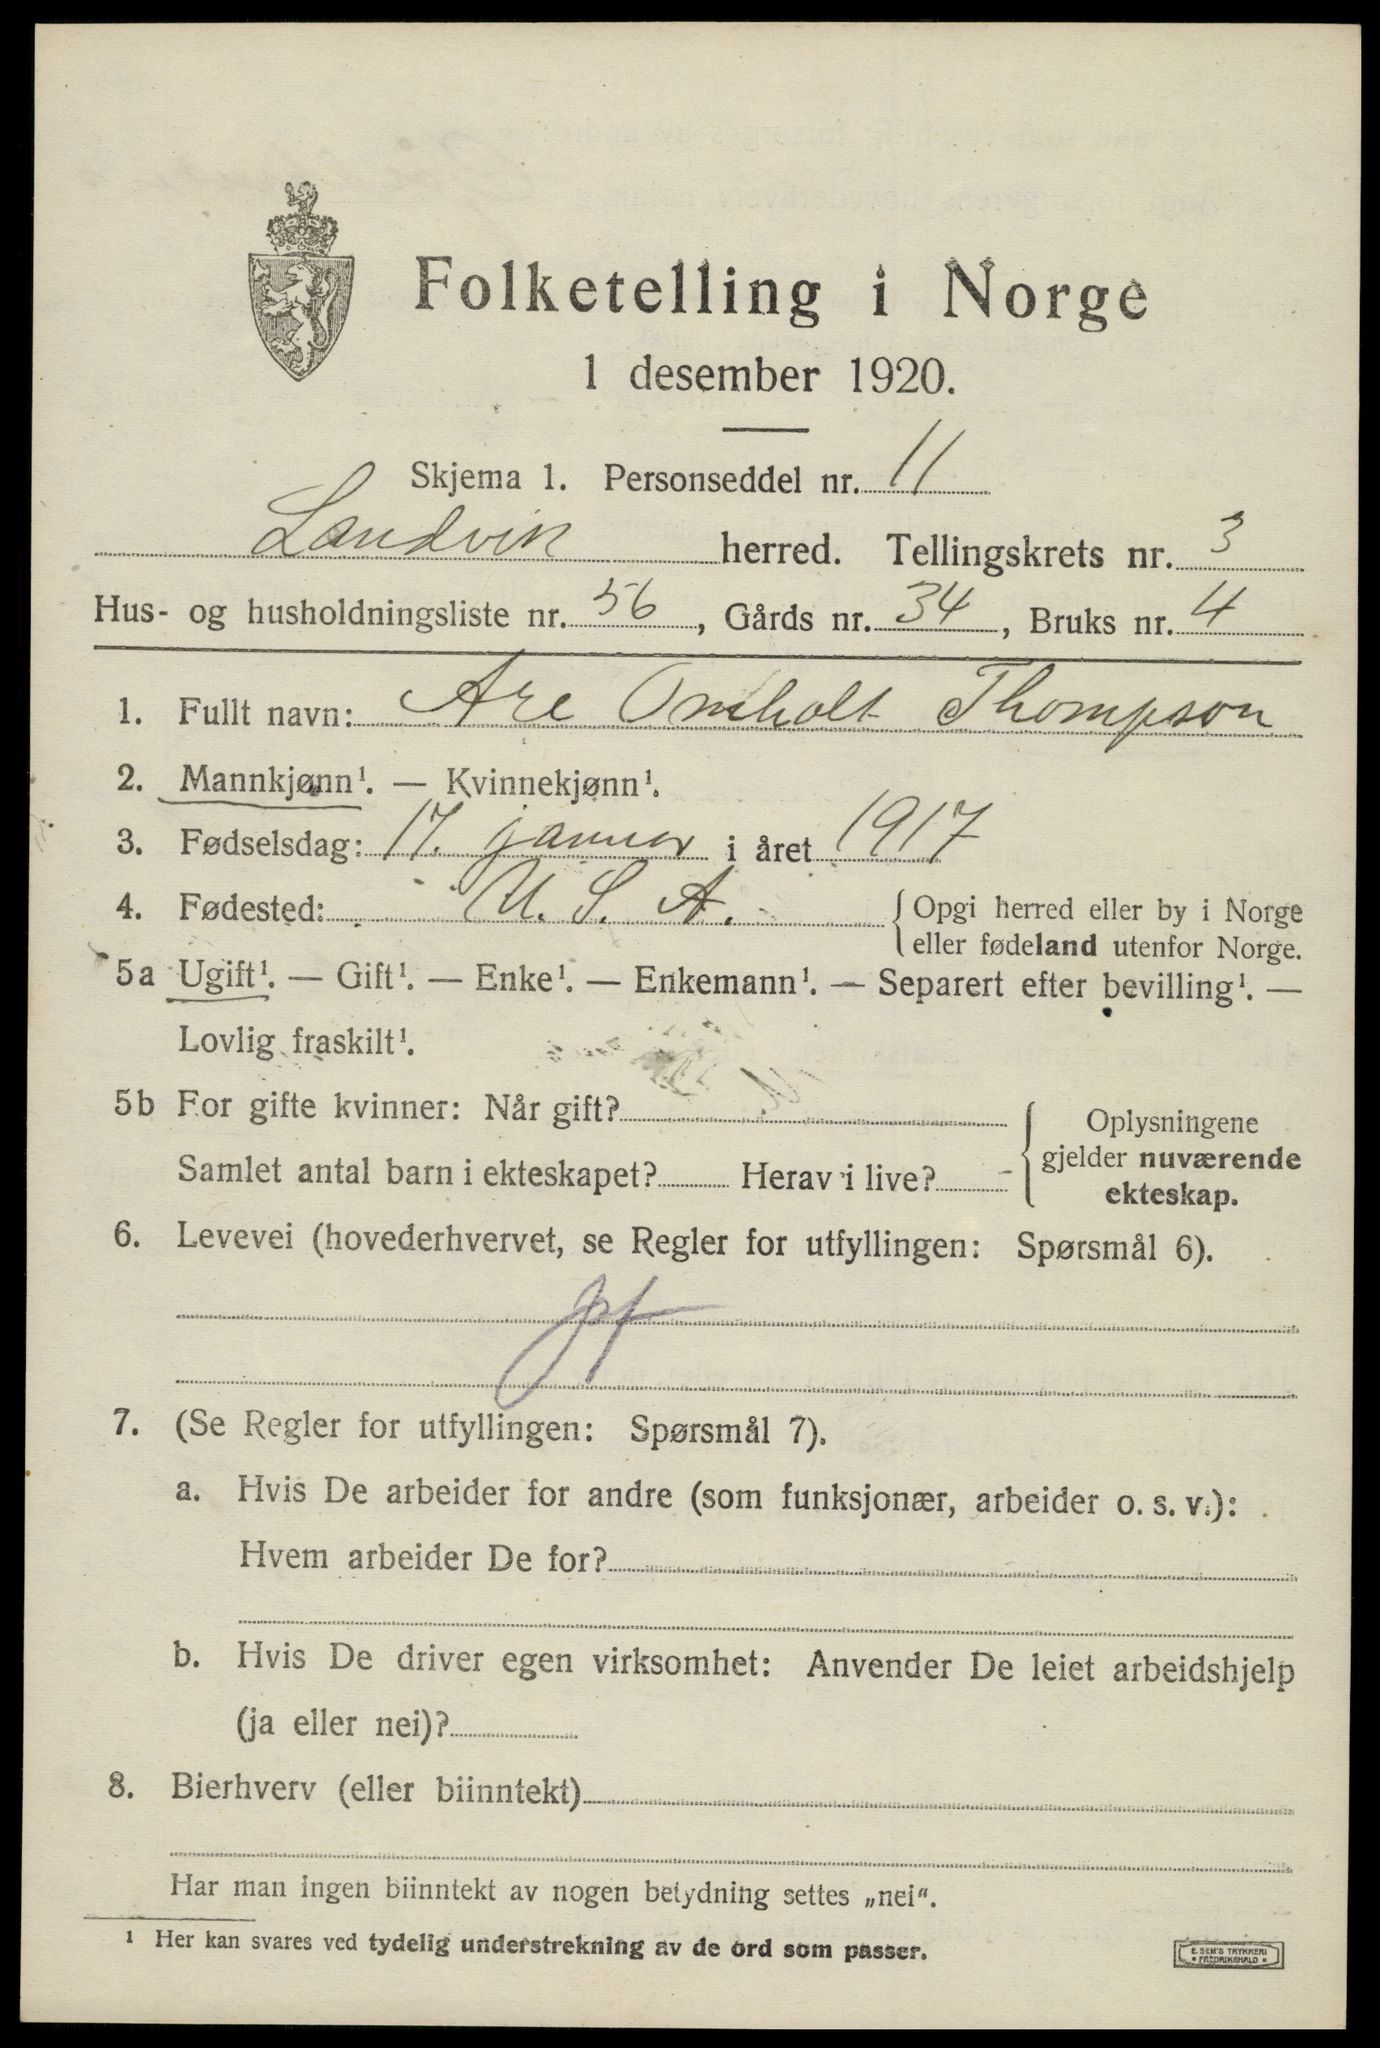 Folketelling i Norge
1 desember 1920.
Skjema 1. Personseddel nr. 11
Landvik herred. Tellingskrets nr. 3
Hus- og husholdningsliste nr. 56, Gårds nr. 34, Bruks nr. 4
1. Fullt navn: Are Omholt Thompson
2. Mannkjønn¹. — Kvinnekjønn¹.
3. Fødselsdag: 17. januar i året 1917
4. Fødested: U. S. A. Opgi herred eller by i Norge
eller fødeland utenfor Norge.
5a Ugift¹. — Gift¹. — Enke¹. — Enkemann¹. — Separert efter bevilling¹. —
Lovlig fraskilt¹.
5b For gifte kvinner: Når gift?
Samlet antal barn i ekteskapet? Herav i live?
Oplysningene
gjelder nuværende
ekteskap.
6. Levevei (hovederhvervet, se Regler for utfyllingen: Spørsmål 6).
7. (Se Regler for utfyllingen: Spørsmål 7).
a. Hvis De arbeider for andre (som funksjonær, arbeider o. s. v.):
Hvem arbeider De for?
b. Hvis De driver egen virksomhet: Anvender De leiet arbeidshjelp
(ja eller nei)?
8. Bierhverv (eller biinntekt)
Har man ingen biinntekt av nogen betydning settes „nei“.
¹ Her kan svares ved tydelig understrekning av de ord som passer.
E. SEM'S TRYKKERI
• FREDRIKSHALD •